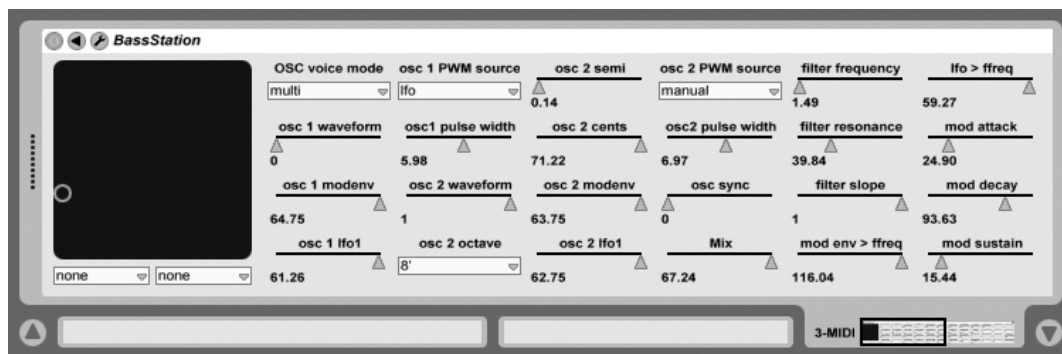 BassStation
OSC voice mode osc 1 PWM source osc 2 semi osc 2 PWM source filter frequency lfo > ffreq
multi lfo 0.14 manual 1.49 59.27
osc 1 waveform osc1 pulse width osc 2 cents osc2 pulse width filter resonance mod attack
0 5.98 71.22 6.97 39.84 24.90
osc 1 modenv osc 2 waveform osc 2 modenv osc sync filter slope mod decay
64.75 1 63.75 0 1 93.63
osc 1 lfo1 osc 2 octave osc 2 lfo1 Mix mod env > ffreq mod sustain
none none 61.26 8' 62.75 67.24 116.04 15.44
3-MIDI